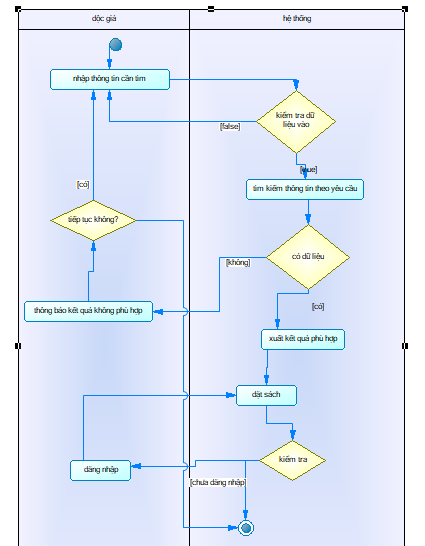 độc giả
hệ thống
nhập thông tin cần tìm
kiểm tra dữ
liệu vào
[false]
[true]
tìm kiếm thông tin theo yêu cầu
[có]
tiếp tục không?
có dữ liệu
[không]
thông báo kết quả không phù hợp
[có]
xuất kết quả phù hợp
đặt sách
kiểm tra
đăng nhập
[chưa đăng nhập]